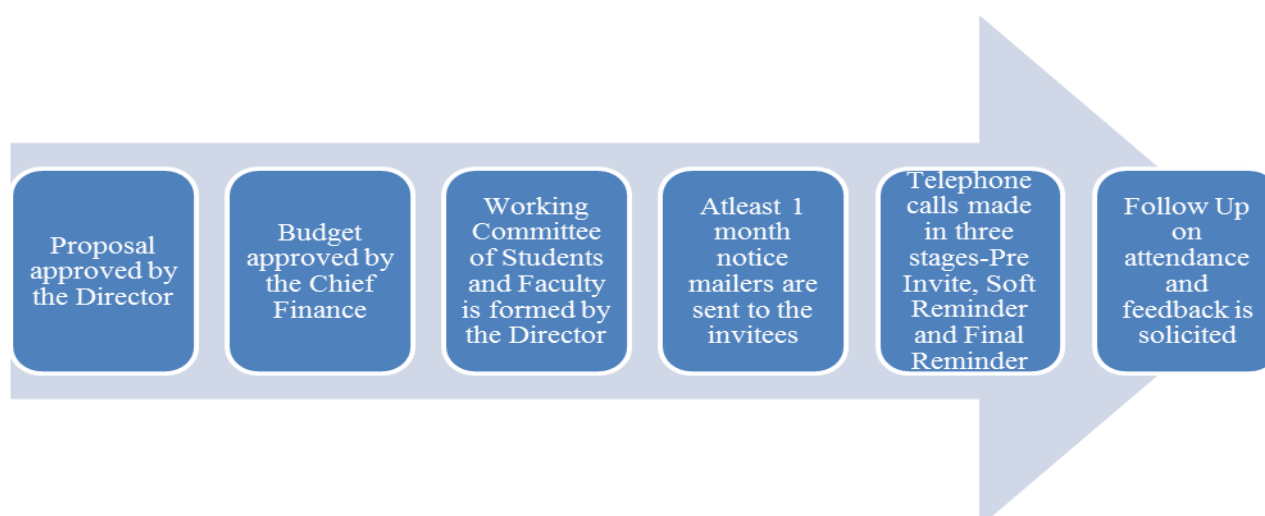 Proposal
approved by
the Director
Budget
approved by
the Chief
Finance
Working
Committee
of Students
and Faculty
is formed by
the Director
Atleast 1
month
notice
mailers are
sent to the
invitees
Telephone
calls made
in three
stages-Pre
Invite, Soft
Reminder
and Final
Reminder
Follow Up
on
attendance
and
feedback is
solicited